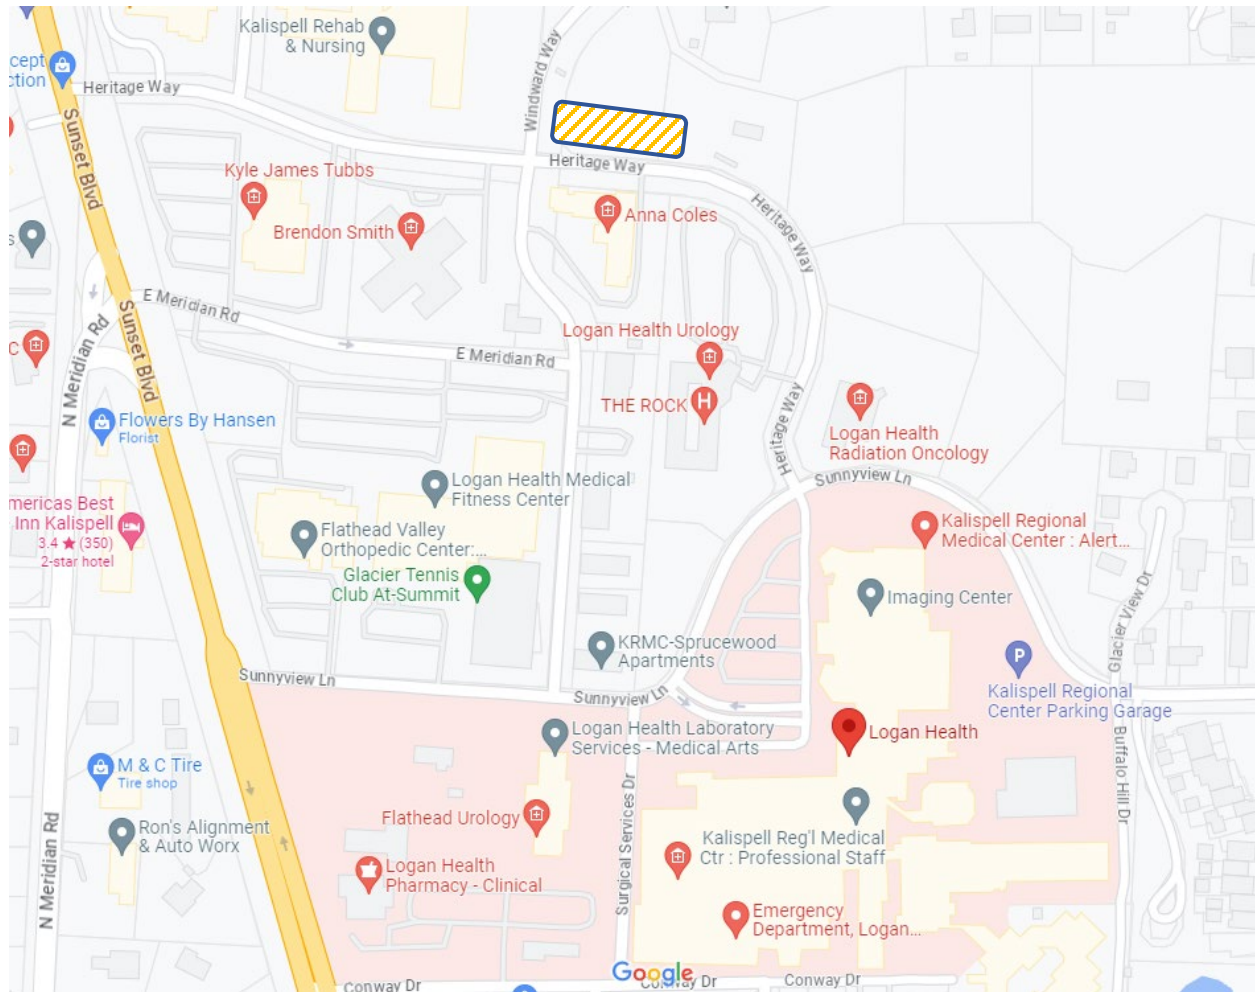 Kalispell Rehab
& Nursing
cept
ction
Heritage Way
Windward Way
Sunset Blvd
Heritage Way
Kyle James Tubbs
Brendon Smith
Anna Coles
Heritage Way
s
E Meridian Rd
Sunset Blvd
N Meridian Rd
C
E Meridian Rd
Logan Health Urology
THE ROCK
Heritage Way
Flowers By Hansen
Florist
Logan Health
Radiation Oncology
Sunnyview Ln
Logan Health Medical
Fitness Center
mericas Best
Inn Kalispell
3.4 ★ (350)
2-star hotel
Flathead Valley
Orthopedic Center:...
Kalispell Regional
Medical Center : Alert...
Glacier Tennis
Club At-Summit
Imaging Center
Glacier View Dr
KRMC-Sprucewood
Apartments
P
Kalispell Regional
Center Parking Garage
Sunnyview Ln
Sunnyview Ln
Logan Health Laboratory
Services - Medical Arts
Logan Health
Buffalo Hill Dr
M & C Tire
Tire shop
Surgical Services Dr
Flathead Urology
Ron's Alignment
& Auto Worx
Kalispell Reg'l Medical
Ctr : Professional Staff
N Meridian Rd
Logan Health
Pharmacy - Clinical
Emergency
Department, Logan...
Google
Conway Dr
Conway Dr
Conway Dr
H